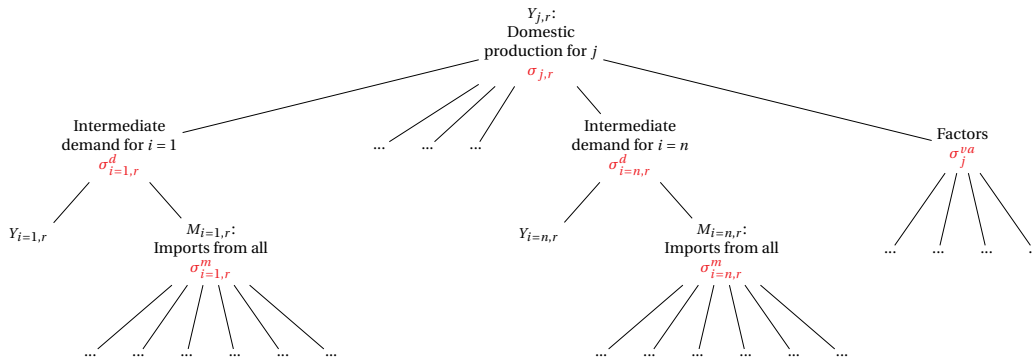 Y_{j,r}:
Domestic
production for j
σ_{j,r}
Intermediate
demand for i = 1
σ^d_{i=1,r}
... ... ...
Intermediate
demand for i = n
σ^d_{i=n,r}
Factors
σ^{va}_j
Y_{i=1,r}
M_{i=1,r}:
Imports from all
σ^m_{i=1,r}
Y_{i=n,r}
M_{i=n,r}:
Imports from all
σ^m_{i=n,r}
... ... ... .
... ... ... ... ... ...
... ... ... ... ... ...